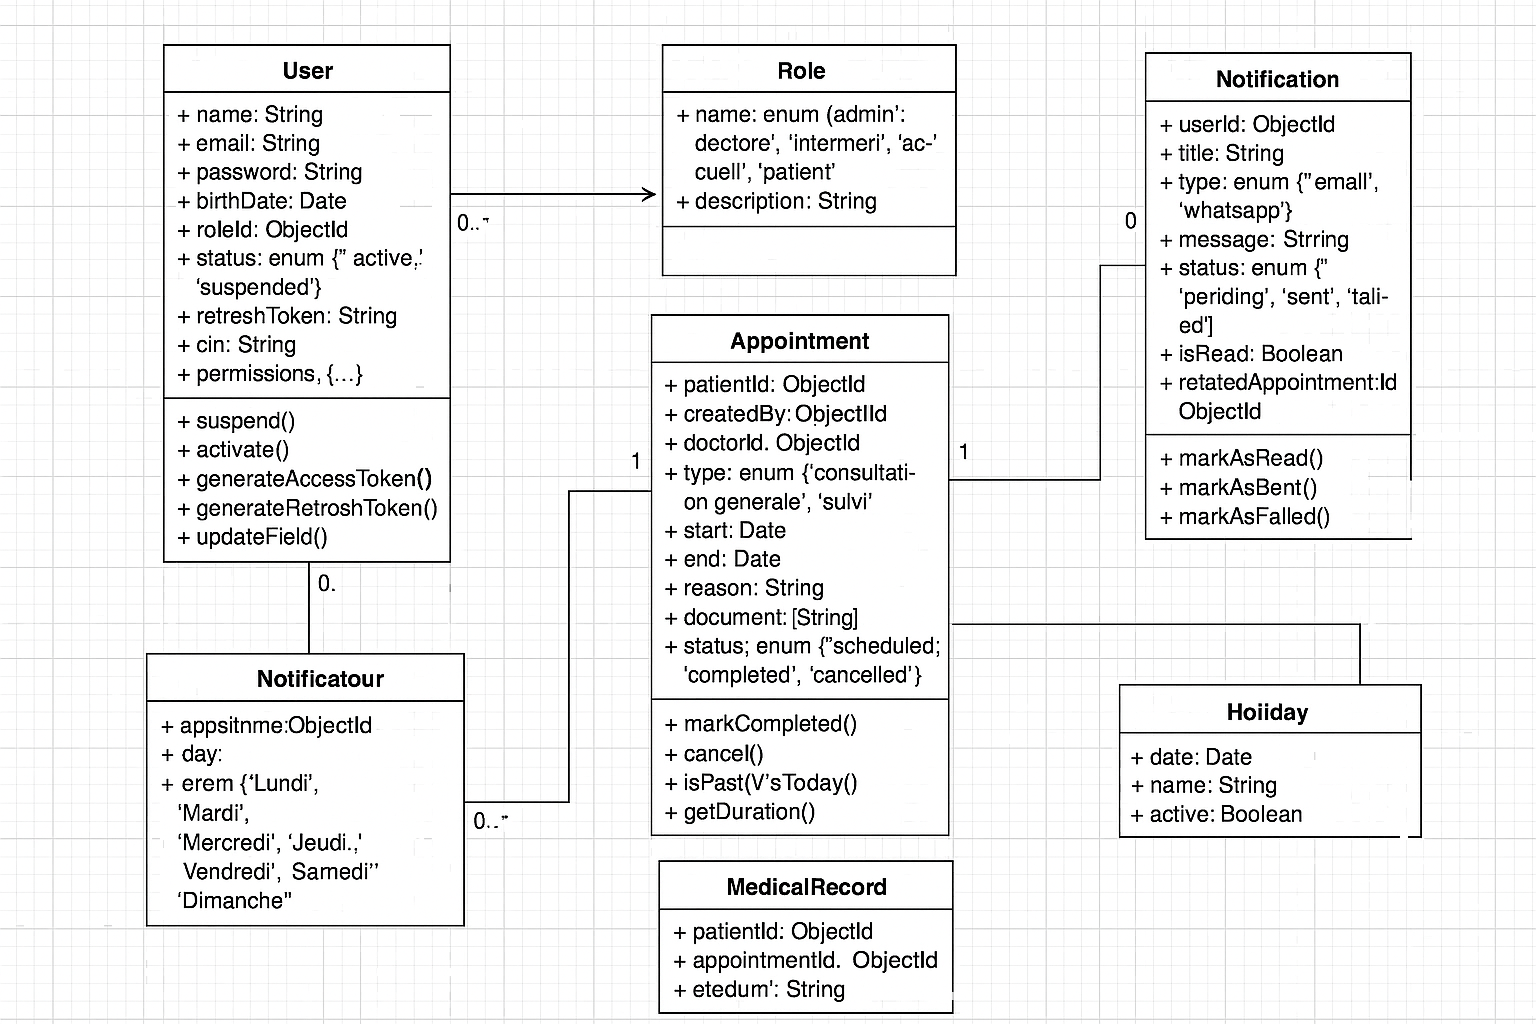 User
+ name: String
+ email: String
+ password: String
+ birthDate: Date
+ roleId: ObjectId
+ status: enum {" active,'
'suspended'}
+ retreshToken: String
+ cin: String
+ permissions, {...}
+ suspend()
+ activate()
+ generateAccessToken()
+ generateRetroshToken()
+ updateField()
0..*
0.
Role
+ name: enum (admin':
dectore', 'intermeri', 'ac-'
cuell', 'patient'
+ description: String
Notification
+ userId: ObjectId
+ title: String
+ type: enum {"emall',
'whatsapp'}
+ message: Strring
+ status: enum {"
'periding', 'sent', 'tali-
ed']
+ isRead: Boolean
+ retatedAppointment:Id
ObjectId
+ markAsRead()
+ markAsBent()
+ markAsFalled()
0
1
1
Appointment
+ patientId: ObjectId
+ createdBy: ObjectIId
+ doctorId. ObjectId
+ type: enum {'consultati-
on generale', 'sulvi'
+ start: Date
+ end: Date
+ reason: String
+ document: [String]
+ status; enum {"scheduled;
'completed', 'cancelled'}
+ markCompleted()
+ cancel()
+ isPast(V'sToday()
+ getDuration()
Notificatour
+ appsitnme:ObjectId
+ day:
+ erem {'Lundi',
'Mardi',
'Mercredi', 'Jeudi.,'
Vendredi', Samedi''
'Dimanche"
0..*
Hoiiday
+ date: Date
+ name: String
+ active: Boolean
MedicalRecord
+ patientId: ObjectId
+ appointmentId. ObjectId
+ etedum': String